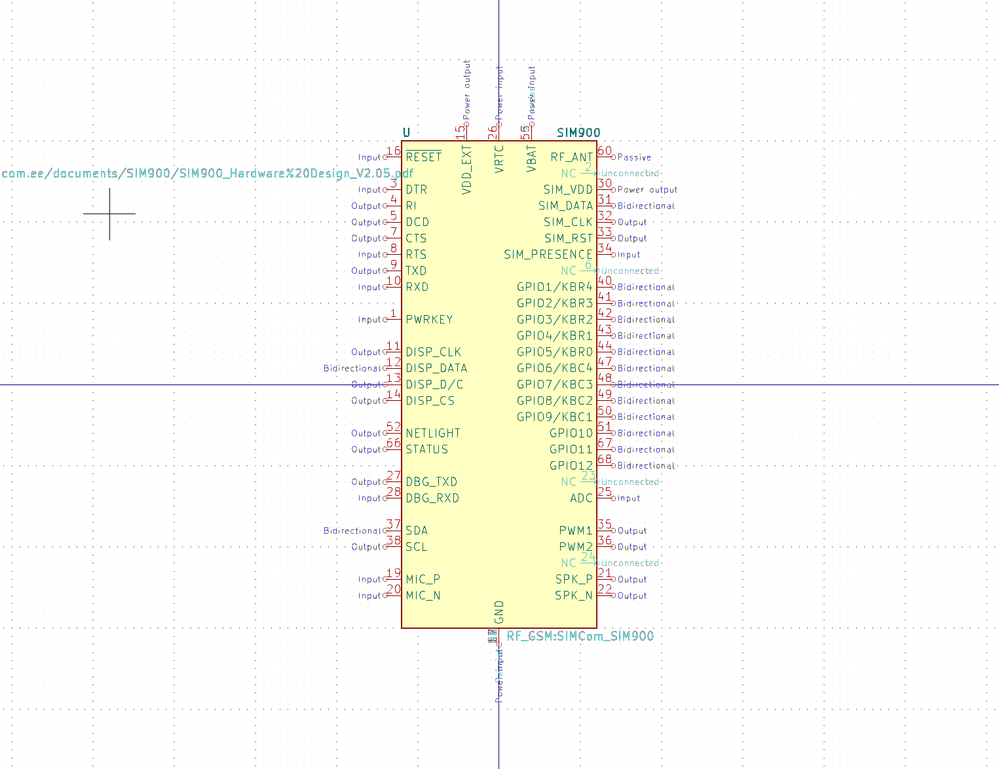 Power output
Power input
Power input
15
26
U
SIM900
Input 16 RESET
VDD_EXT
VRTC
VBAT
RF_ANT 60 Passive
com.ee/documents/SIM900/SIM900_Hardware%20Design_V2.05.pdf
NC 2 Unconnected
Input 3 DTR
SIM_VDD 30 Power output
Output 4 RI
SIM_DATA 31 Bidirectional
Output 5 DCD
SIM_CLK 32 Output
Output 7 CTS
SIM_RST 33 Output
Input 8 RTS
SIM_PRESENCE 34 Input
Output 9 TXD
NC 6 Unconnected
Input 10 RXD
GPIO1/KBR4 40 Bidirectional
GPIO2/KBR3 41 Bidirectional
Input 1 PWRKEY
GPIO3/KBR2 42 Bidirectional
GPIO4/KBR1 43 Bidirectional
Output 11 DISP_CLK
GPIO5/KBR0 44 Bidirectional
Bidirectional 12 DISP_DATA
GPIO6/KBC4 47 Bidirectional
Output 13 DISP_D/C
GPIO7/KBC3 48 Bidirectional
Output 14 DISP_CS
GPIO8/KBC2 49 Bidirectional
GPIO9/KBC1 50 Bidirectional
Output 52 NETLIGHT
GPIO10 51 Bidirectional
Output 66 STATUS
GPIO11 67 Bidirectional
GPIO12 68 Bidirectional
Output 27 DBG_TXD
NC 23 Unconnected
Input 28 DBG_RXD
ADC 25 Input
Bidirectional 37 SDA
PWM1 35 Output
Output 38 SCL
PWM2 36 Output
NC 24 Unconnected
Input 19 MIC_P
SPK_P 21 Output
Input 20 MIC_N
SPK_N 22 Output
GND
RF_GSM:SIMCom_SIM900